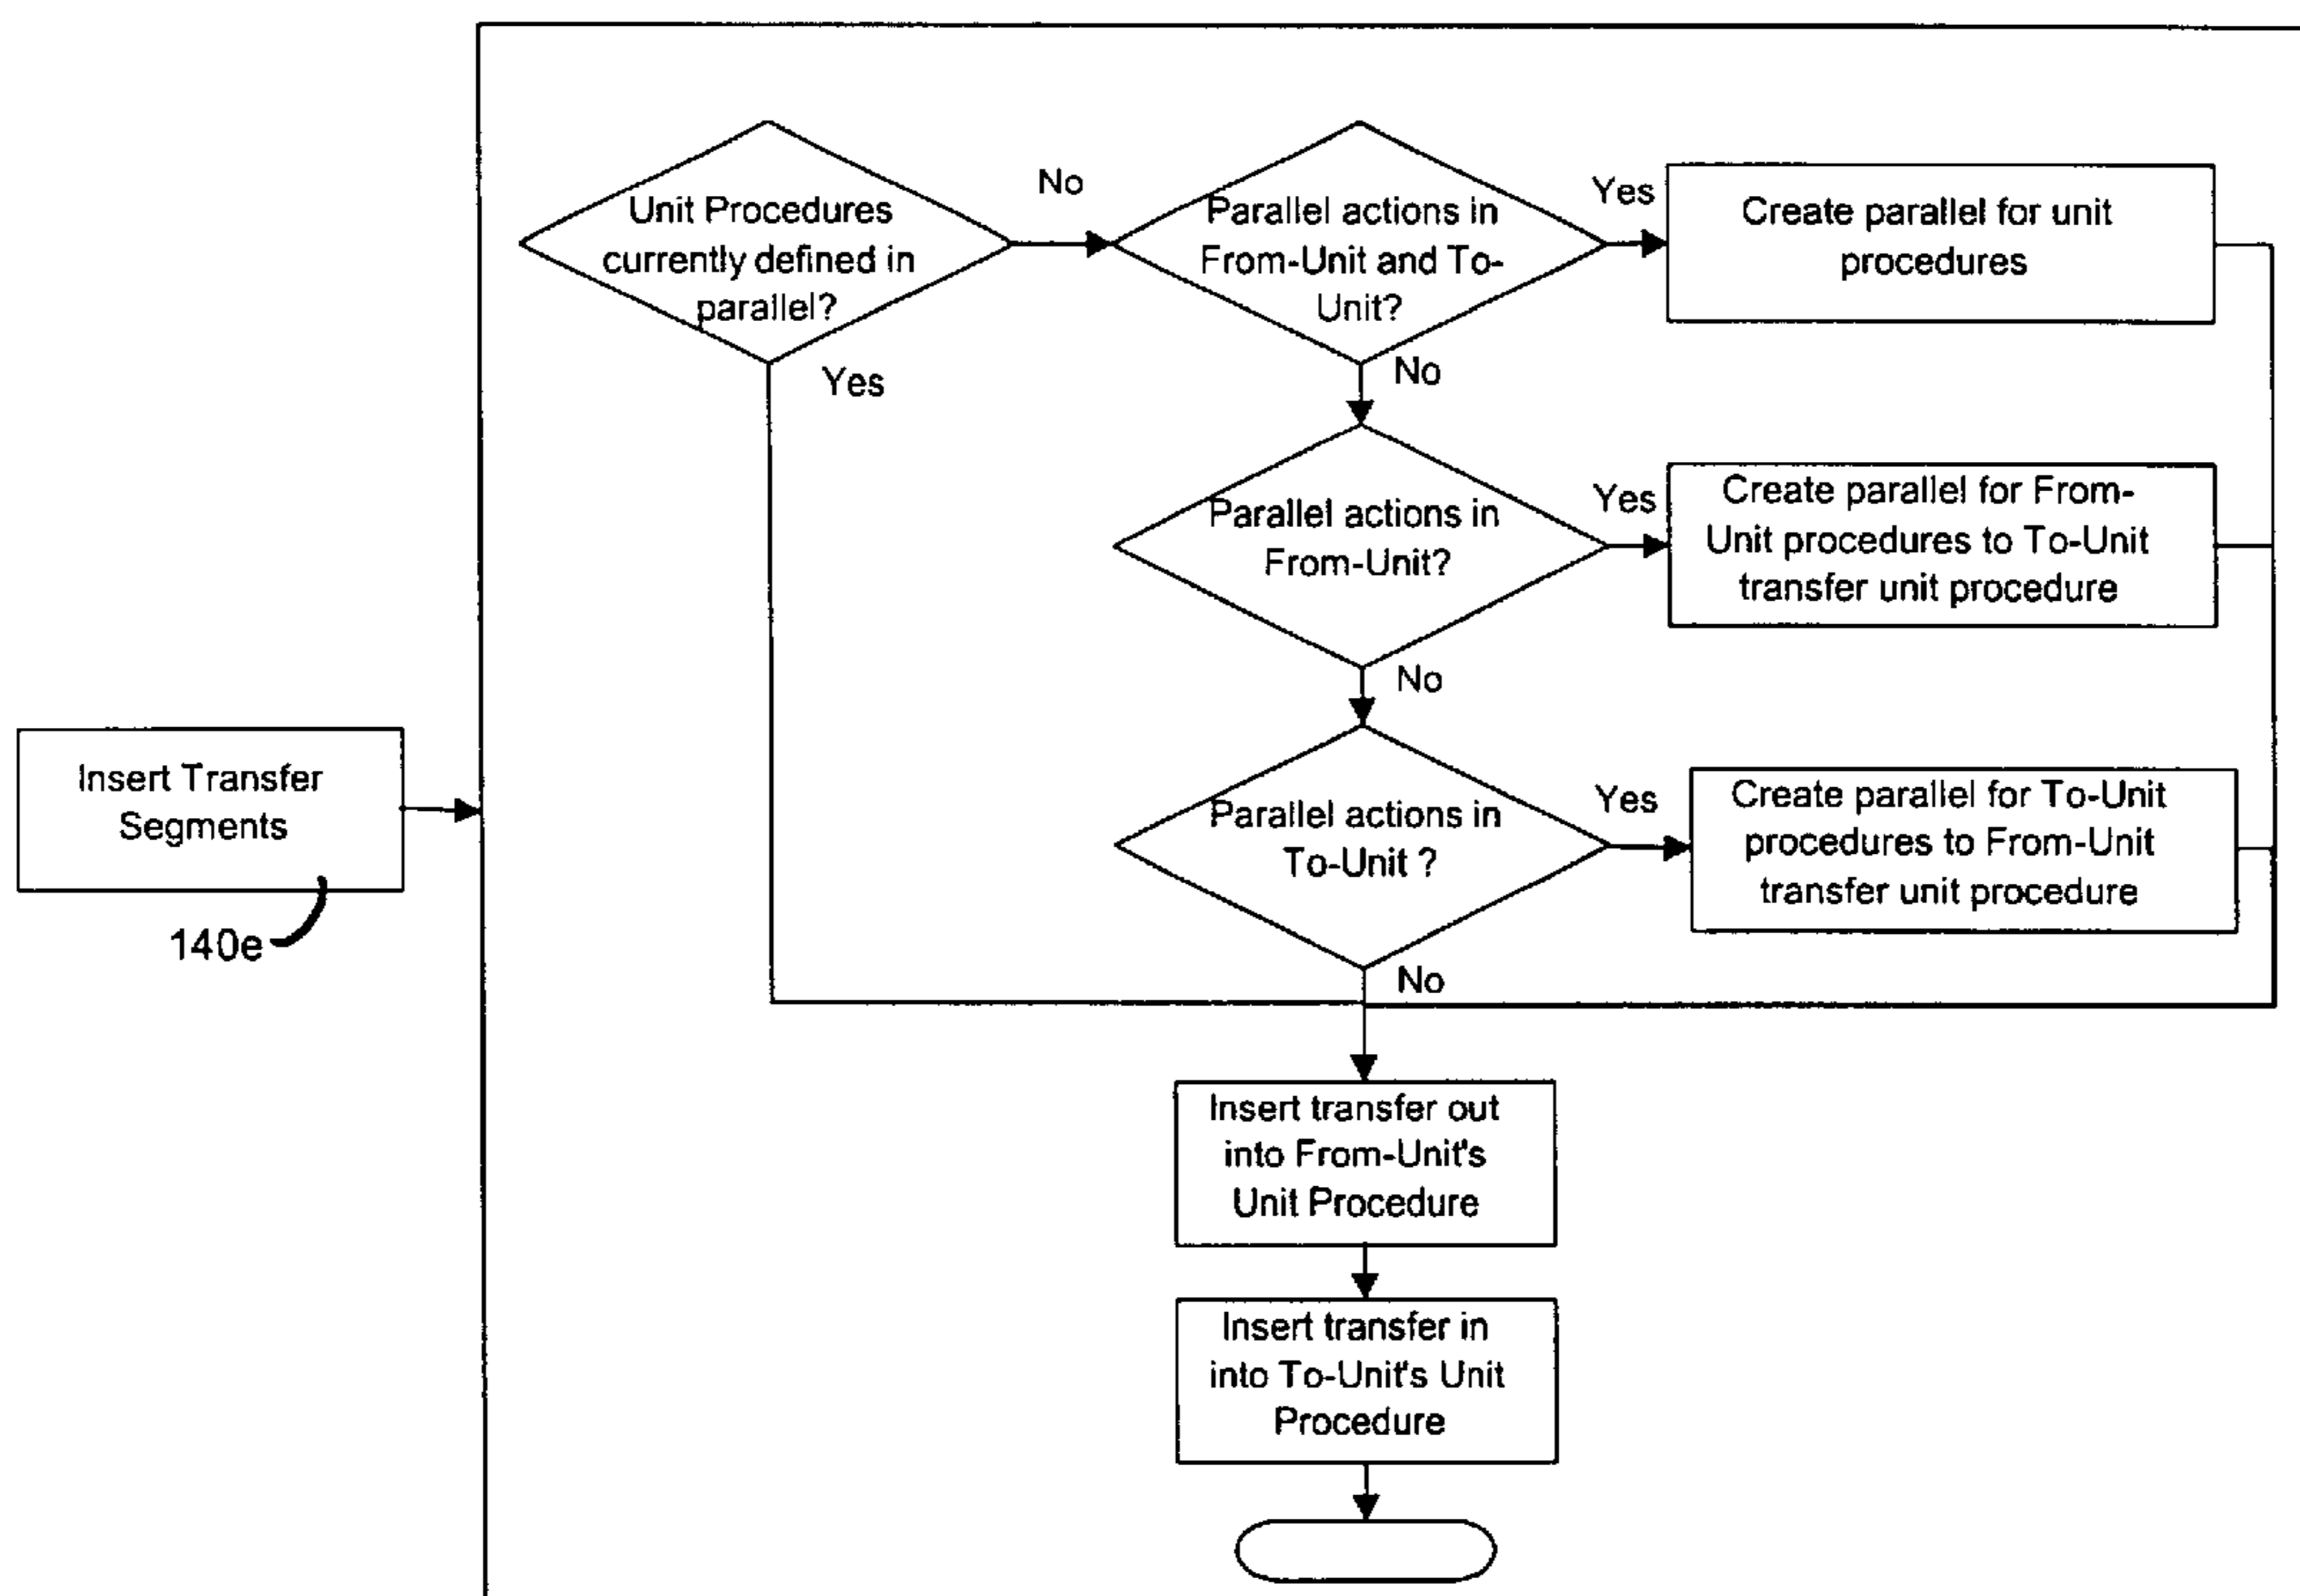 Unit Procedures
currently defined in
parallel?
No
Yes
Parallel actions in
From-Unit and To-
Unit?
Yes
No
Create parallel for unit
procedures
Parallel actions in
From-Unit?
Yes
No
Create parallel for From-
Unit procedures to To-Unit
transfer unit procedure
Insert Transfer
Segments
140e
Parallel actions in
To-Unit ?
Yes
No
Create parallel for To-Unit
procedures to From-Unit
transfer unit procedure
Insert transfer out
into From-Unit's
Unit Procedure
Insert transfer in
into To-Unit's Unit
Procedure